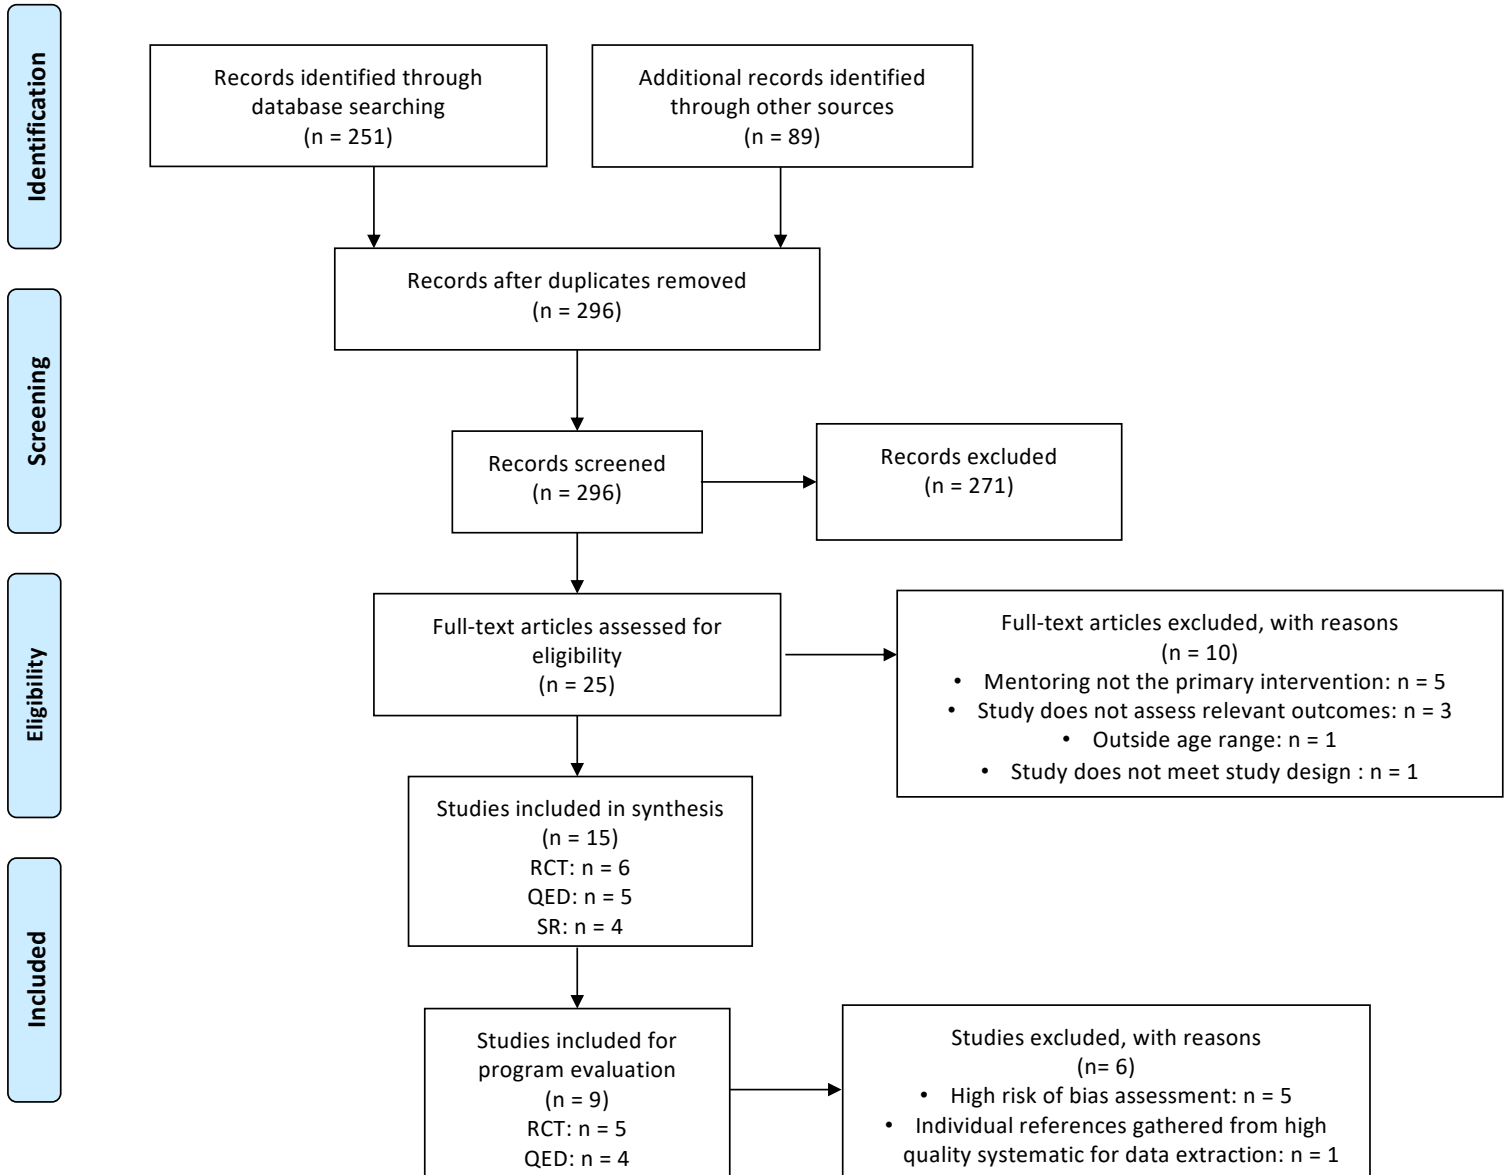 Identification
Records identified through
database searching
(n = 251)
Additional records identified
through other sources
(n = 89)
Records after duplicates removed
(n = 296)
Screening
Records screened
(n = 296)
Records excluded
(n = 271)
Eligibility
Full-text articles assessed for
eligibility
(n = 25)
Full-text articles excluded, with reasons
(n = 10)
• Mentoring not the primary intervention: n = 5
• Study does not assess relevant outcomes: n = 3
• Outside age range: n = 1
• Study does not meet study design : n = 1
Studies included in synthesis
(n = 15)
RCT: n = 6
QED: n = 5
SR: n = 4
Included
Studies included for
program evaluation
(n = 9)
RCT: n = 5
QED: n = 4
Studies excluded, with reasons
(n= 6)
• High risk of bias assessment: n = 5
• Individual references gathered from high
quality systematic for data extraction: n = 1